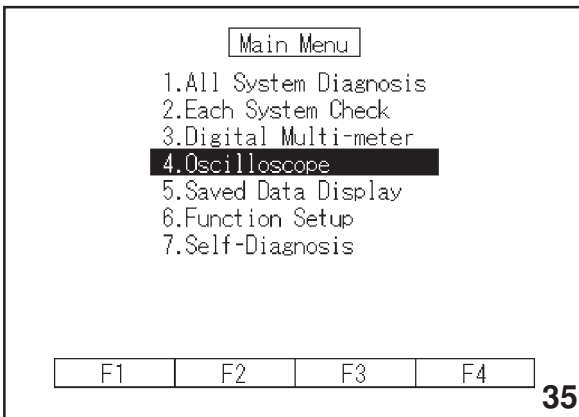 Main Menu
1.All System Diagnosis
2.Each System Check
3.Digital Multi-meter
4.Oscilloscope
5.Saved Data Display
6.Function Setup
7.Self-Diagnosis
F1 F2 F3 F4
35